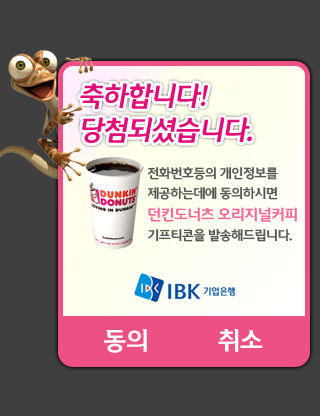 축하합니다!
당첨되셨습니다.
전화번호등의 개인정보를
제공하는데에 동의하시면
던킨도너츠 오리지널커피
기프티콘을 발송해드립니다.
DUNKIN'
DONUTS
IBK 기업은행
동의 취소